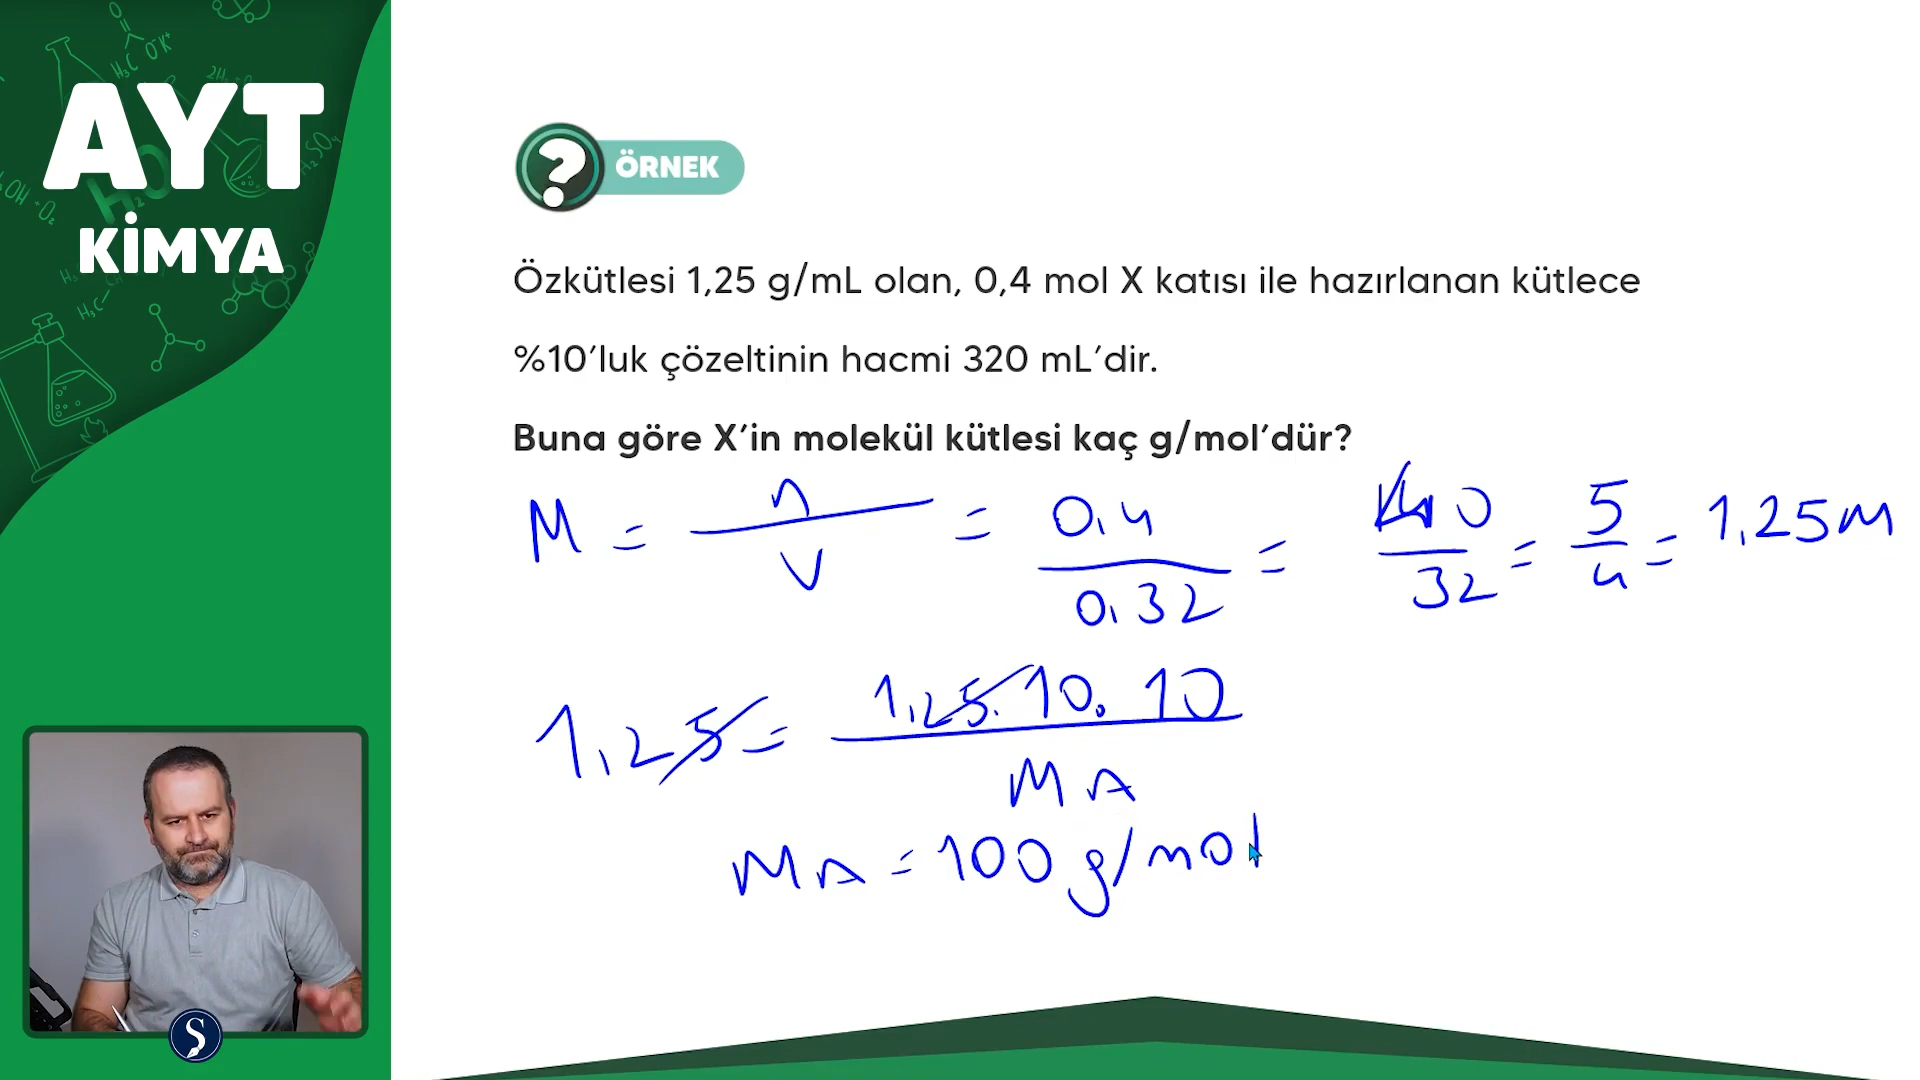 AYT
KİMYA
? ÖRNEK
Özkütlesi 1,25 g/mL olan, 0,4 mol X katısı ile hazırlanan kütlece
%10’luk çözeltinin hacmi 320 mL’dir.
Buna göre X’in molekül kütlesi kaç g/mol’dür?
M = n/V = 0,4/0,32 = 40/32 = 5/4 = 1,25 M
1,25 = 1,25.10.10/MA
MA = 100 g/mol